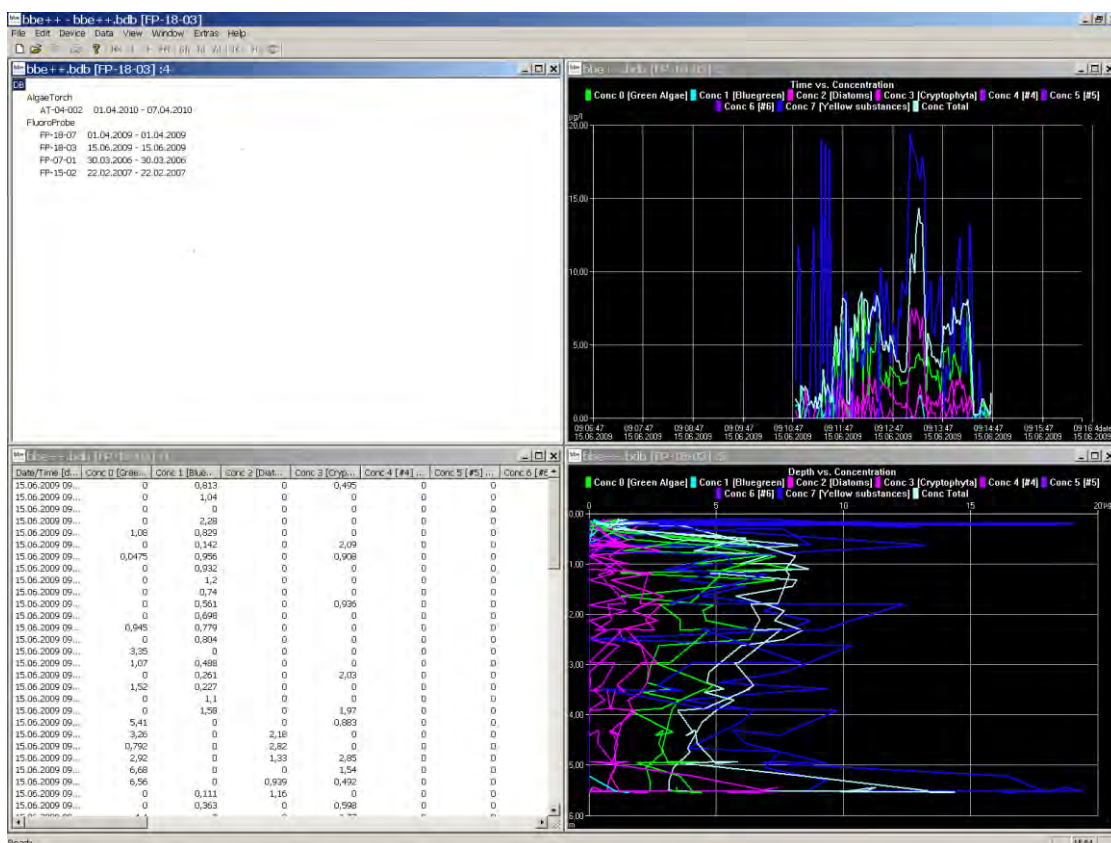 bbe++ - bbe++.bdb [FP-18-03]
File Edit Device Data View Window Extras Help
bbe++.bdb [FP-18-03] :4
DB
AlgaeTorch
AT-04-002 01.04.2010 - 07.04.2010
FluoroProbe
FP-18-07 01.04.2009 - 01.04.2009
FP-18-03 15.06.2009 - 15.06.2009
FP-07-01 30.03.2006 - 30.03.2006
FP-15-02 22.02.2007 - 22.02.2007
Time vs. Concentration
Conc 0 [Green Algae] Conc 1 [Bluegreen] Conc 2 [Diatoms] Conc 3 [Cryptophyta] Conc 4 [#4] Conc 5 [#5]
Conc 6 [#6] Conc 7 [Yellow substances] Conc Total
µg/l
20.00
15.00
10.00
5.00
0.00
09:06:47 09:07:47 09:08:47 09:09:47 09:10:47 09:11:47 09:12:47 09:13:47 09:14:47 09:15:47 09:16
15.06.2009 15.06.2009 15.06.2009 15.06.2009 15.06.2009 15.06.2009 15.06.2009 15.06.2009 15.06.2009 15.06.2009 15.06.2009
Date/Time [d... Conc 0 [Gree... Conc 1 [Blue... Conc 2 [Diat... Conc 3 [Cryp... Conc 4 [#4] ... Conc 5 [#5] ... Conc 6 [#6
15.06.2009 09... 0 0,813 0 0,495 0 0
15.06.2009 09... 0 1,04 0 0 0 0
15.06.2009 09... 0 0 0 0 0 0
15.06.2009 09... 0 2,28 0 0 0 0
15.06.2009 09... 1,08 0,829 0 0 0 0
15.06.2009 09... 0 0,142 0 2,09 0 0
15.06.2009 09... 0,0475 0,956 0 0,908 0 0
15.06.2009 09... 0 0,932 0 0 0 0
15.06.2009 09... 0 1,2 0 0 0 0
15.06.2009 09... 0 0,74 0 0 0 0
15.06.2009 09... 0 0,561 0 0,936 0 0
15.06.2009 09... 0 0,698 0 0 0 0
15.06.2009 09... 0,945 0,779 0 0 0 0
15.06.2009 09... 0 0,804 0 0 0 0
15.06.2009 09... 3,35 0 0 0 0 0
15.06.2009 09... 1,07 0,488 0 0 0 0
15.06.2009 09... 0 0,261 0 2,03 0 0
15.06.2009 09... 1,52 0,227 0 0 0 0
15.06.2009 09... 0 1,1 0 0 0 0
15.06.2009 09... 0 1,58 0 1,97 0 0
15.06.2009 09... 5,41 0 0 0,883 0 0
15.06.2009 09... 3,26 0 2,18 0 0 0
15.06.2009 09... 0,792 0 2,82 0 0 0
15.06.2009 09... 2,92 0 1,33 2,85 0 0
15.06.2009 09... 6,68 0 0 1,54 0 0
15.06.2009 09... 6,56 0 0,939 0,492 0 0
15.06.2009 09... 0 0,111 1,16 0 0 0
15.06.2009 09... 0 0,363 0 0,598 0 0
Depth vs. Concentration
Conc 0 [Green Algae] Conc 1 [Bluegreen] Conc 2 [Diatoms] Conc 3 [Cryptophyta] Conc 4 [#4] Conc 5 [#5]
Conc 6 [#6] Conc 7 [Yellow substances] Conc Total
5 10 15 20
0.00
1.00
2.00
3.00
4.00
5.00
6.00
m